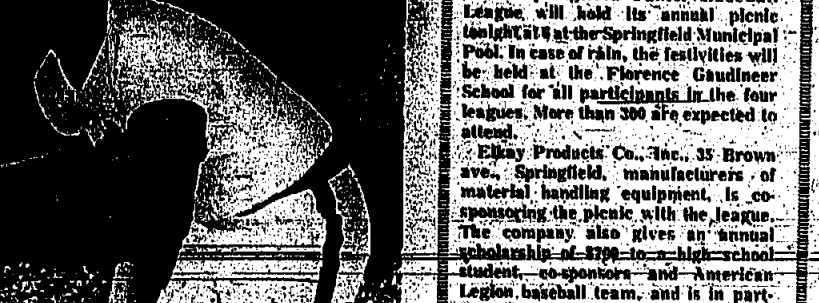 League, will hold its annual picnic
tonight at 6 at the Springfield Municipal
Pool. In case of rain, the festivities will
be held at the Florence Gaudineer
School for all participants in the four
leagues. More than 300 are expected to
attend.
Elkay Products Co., Inc., 35 Brown
ave., Springfield, manufacturers of
material handling equipment, is co-
sponsoring the picnic with the league.
The company also gives an annual
scholarship of $200 to a high school
student, co-sponsors and American
Legion baseball team, and is in part-